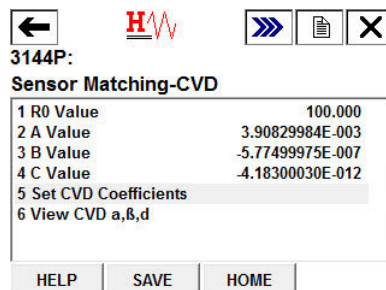 H
3144P:
Sensor Matching-CVD
1 R0 Value 100.000
2 A Value 3.90829984E-003
3 B Value -5.77499975E-007
4 C Value -4.18300030E-012
5 Set CVD Coefficients
6 View CVD a,ß,d
HELP SAVE HOME